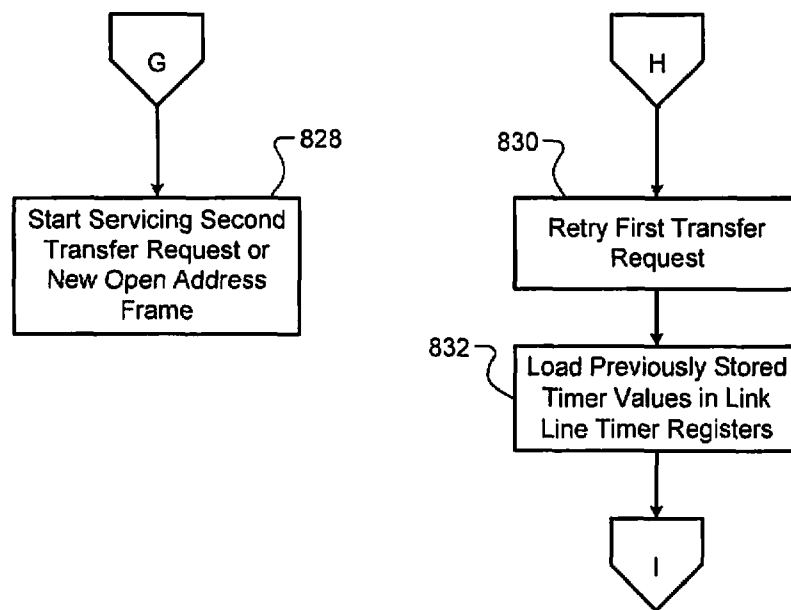 G
828
Start Servicing Second
Transfer Request or
New Open Address
Frame
H
830
Retry First Transfer
Request
832
Load Previously Stored
Timer Values in Link
Line Timer Registers
I